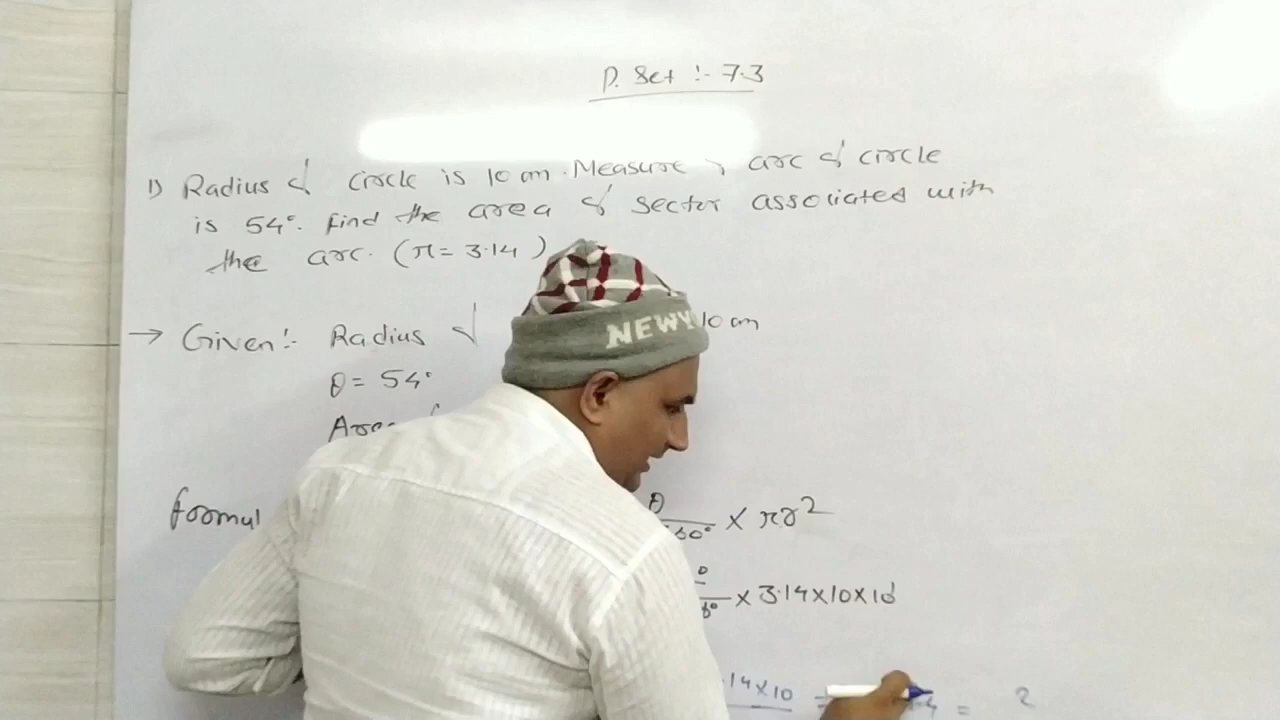 P. Set :- 7.3
1) Radius of circle is 10 cm. Measure of arc of circle
is 54°. find the area of sector associated with
the arc. (π = 3.14)
→ Given :- Radius of 10 cm
θ = 54°
NEWY
θ × πr²
× 3.14×10×10
14×10 =